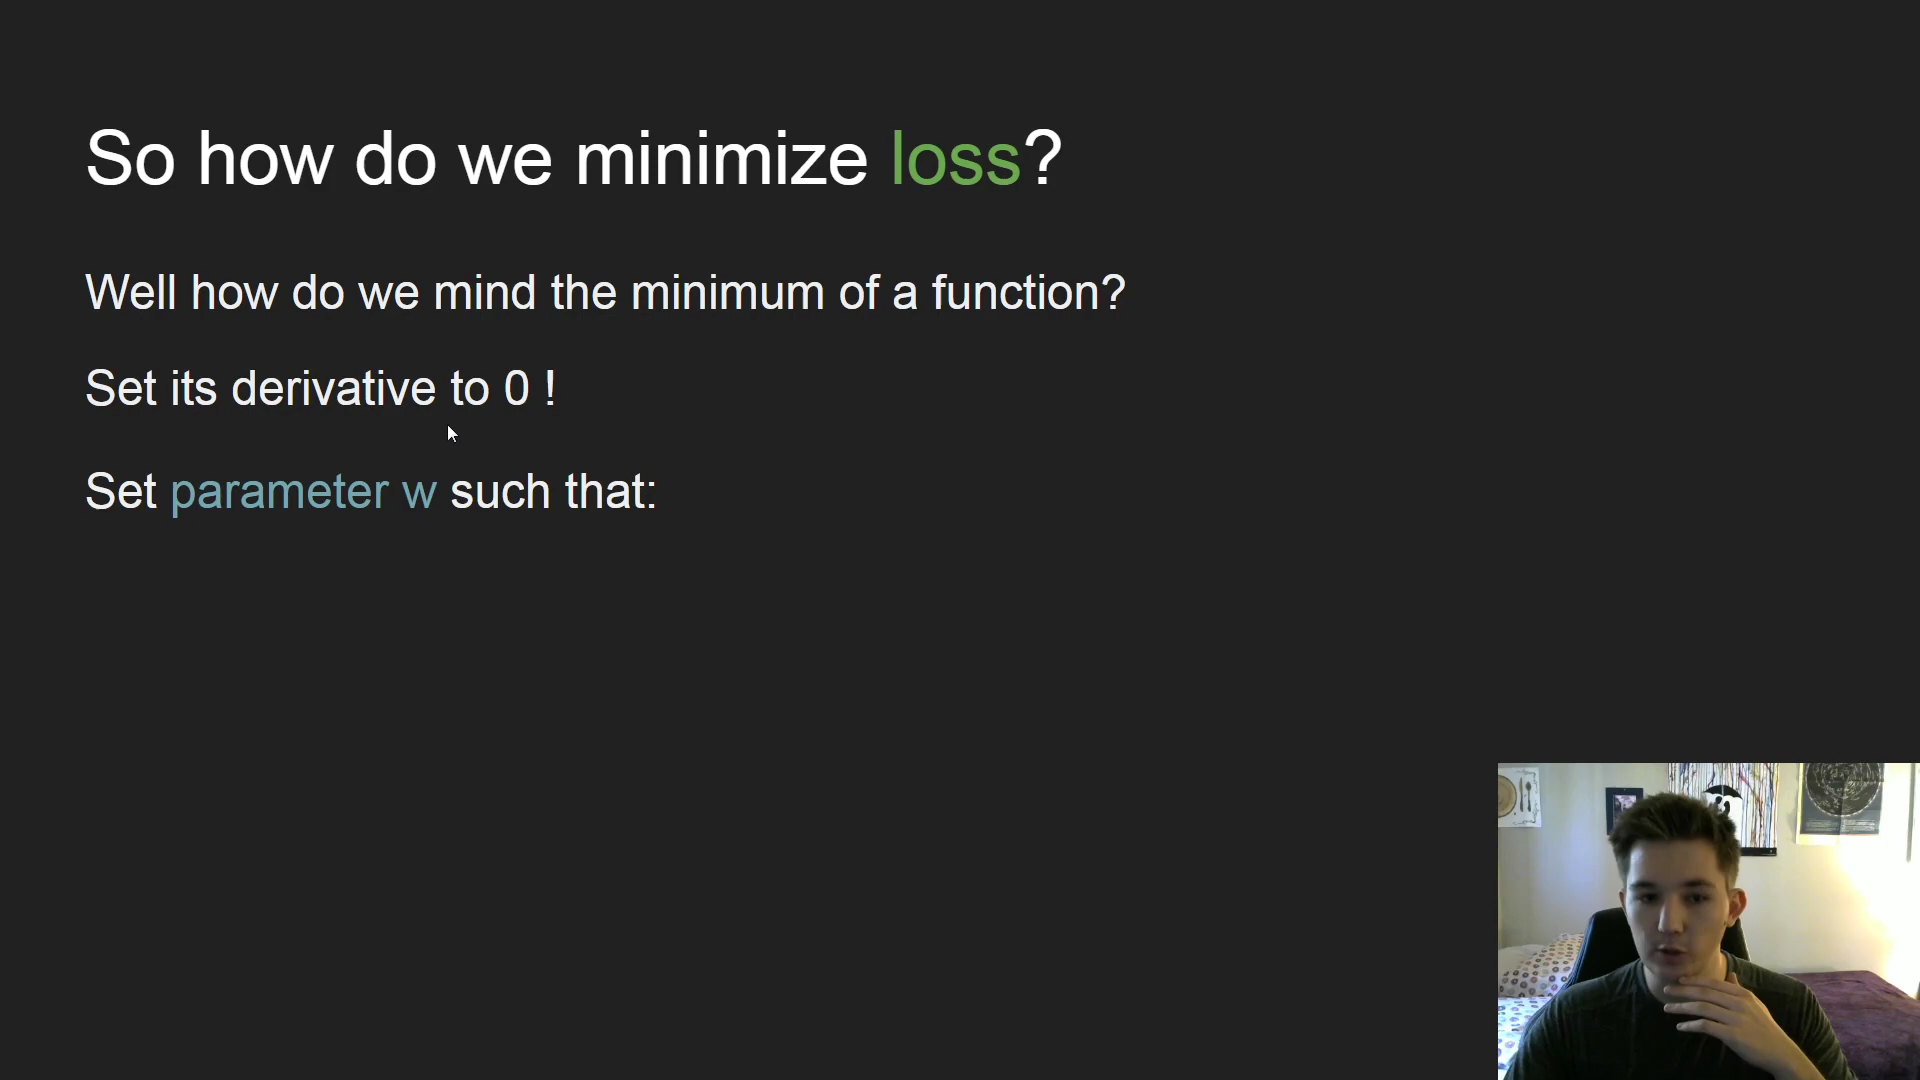 So how do we minimize loss?
Well how do we mind the minimum of a function?
Set its derivative to 0 !
Set parameter w such that: